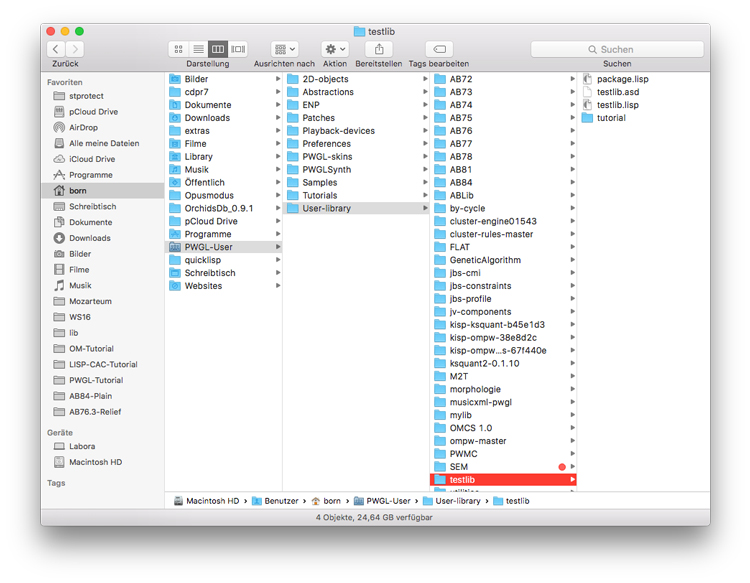 testlib
Zurück
Darstellung
Ausrichten nach
Aktion
Bereitstellen
Tags bearbeiten
Suchen
Suchen
Favoriten
stprotect
pCloud Drive
AirDrop
Alle meine Dateien
iCloud Drive
Programme
born
Schreibtisch
Dokumente
Downloads
Bilder
Filme
Musik
Mozarteum
WS16
lib
OM-Tutorial
LISP-CAC-Tutorial
PWGL-Tutorial
AB84-Plain
AB76.3-Relief
Geräte
Labora
Macintosh HD
Tags
Bilder
cdpr7
Dokumente
Downloads
extras
Filme
Library
Musik
Öffentlich
Opusmodus
OrchidsDb_0.9.1
pCloud Drive
Programme
PWGL-User
quicklisp
Schreibtisch
Websites
2D-objects
Abstractions
ENP
Patches
Playback-devices
Preferences
PWGL-skins
PWGLSynth
Samples
Tutorials
User-library
AB72
AB73
AB74
AB75
AB76
AB77
AB78
AB81
AB84
ABLib
by-cycle
cluster-engine01543
cluster-rules-master
FLAT
GeneticAlgorithm
jbs-cmi
jbs-constraints
jbs-profile
jv-components
kisp-ksquant-b45e1d3
kisp-ompw-38e8d2c
kisp-ompw...s-67f440e
ksquant2-0.1.10
M2T
morphologie
musicxml-pwgl
mylib
OMCS 1.0
ompw-master
PWMC
SEM
testlib
package.lisp
testlib.asd
testlib.lisp
tutorial
Macintosh HD › Benutzer › born › PWGL-User › User-library › testlib
4 Objekte, 24,64 GB verfügbar